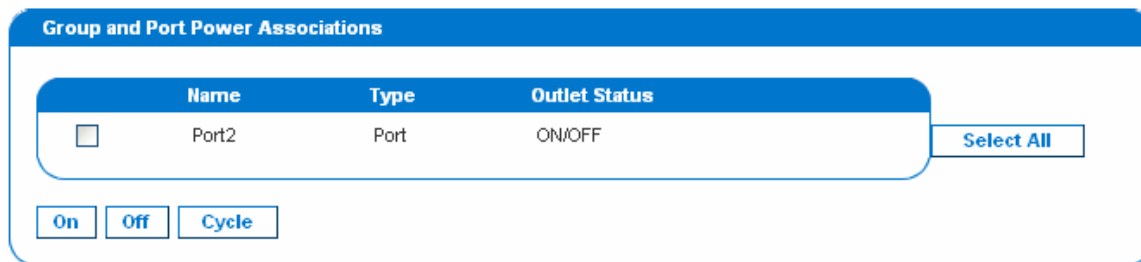 Group and Port Power Associations
Name Type Outlet Status
Port2 Port ON/OFF
Select All
On Off Cycle